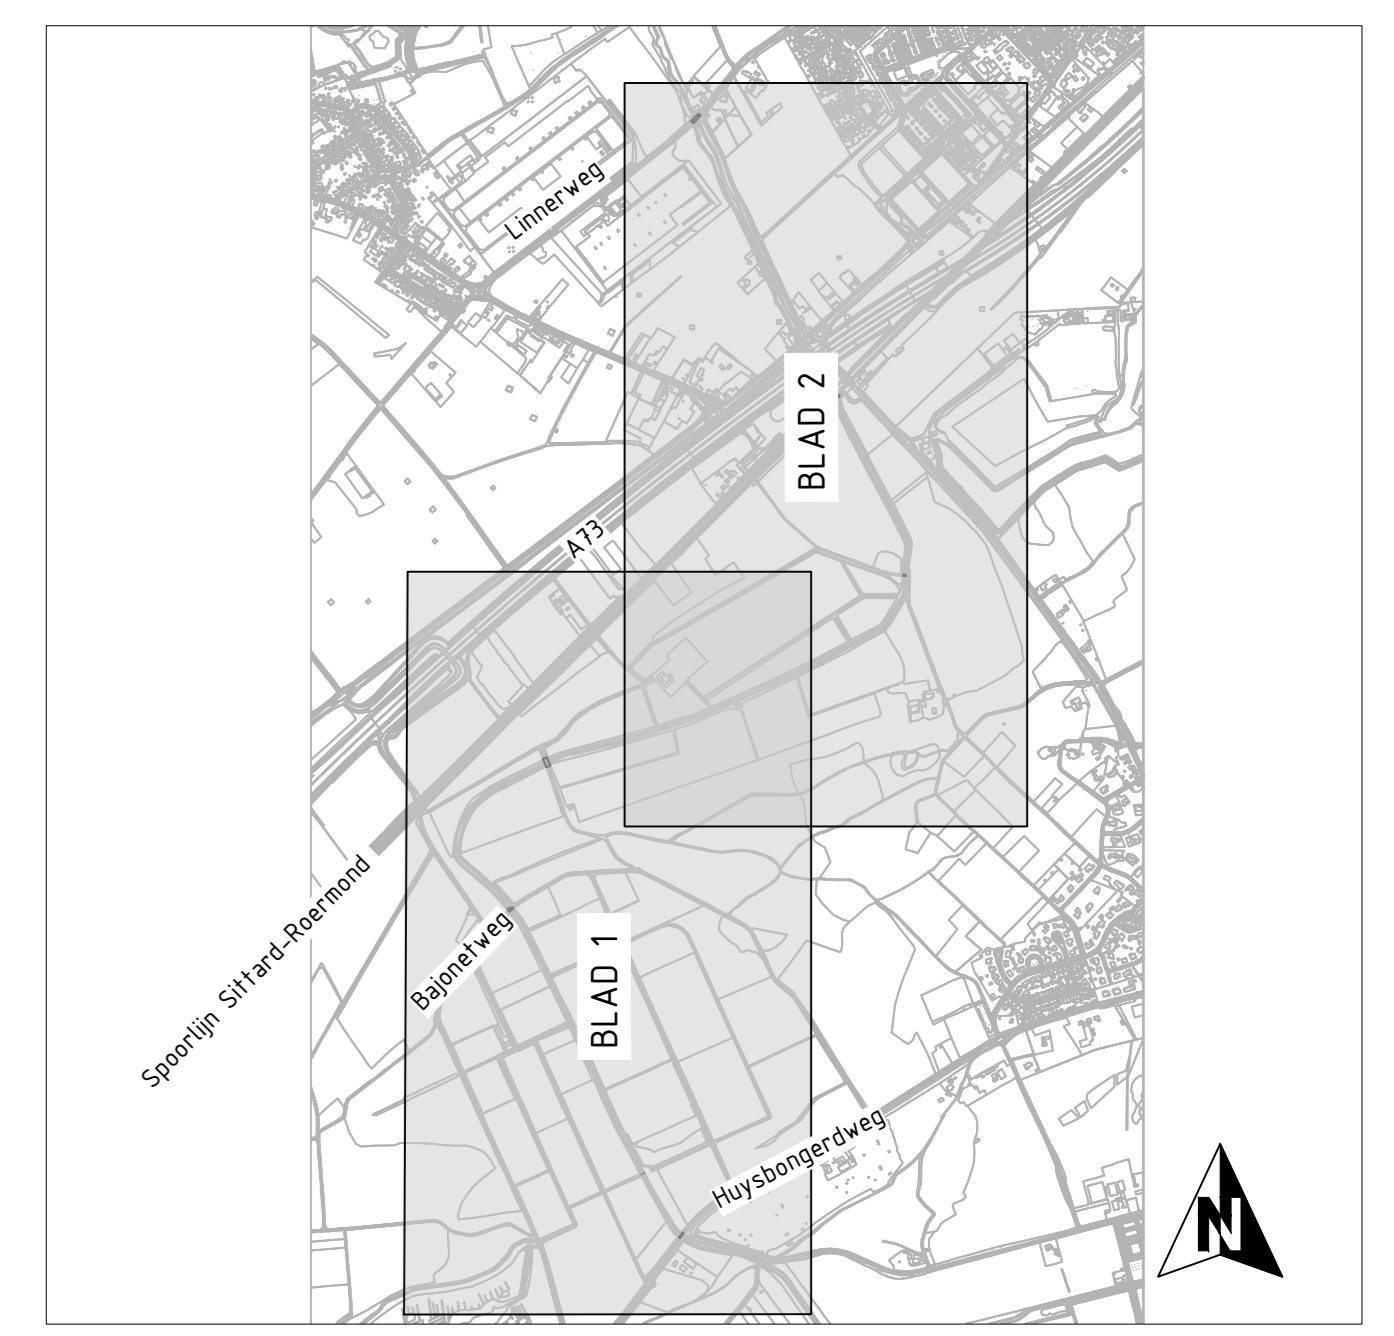 Linnerweg
BLAD 2
A73
Spoorlijn Sittard-Roermond
Bajonetweg
BLAD 1
Huysbongerdweg
N